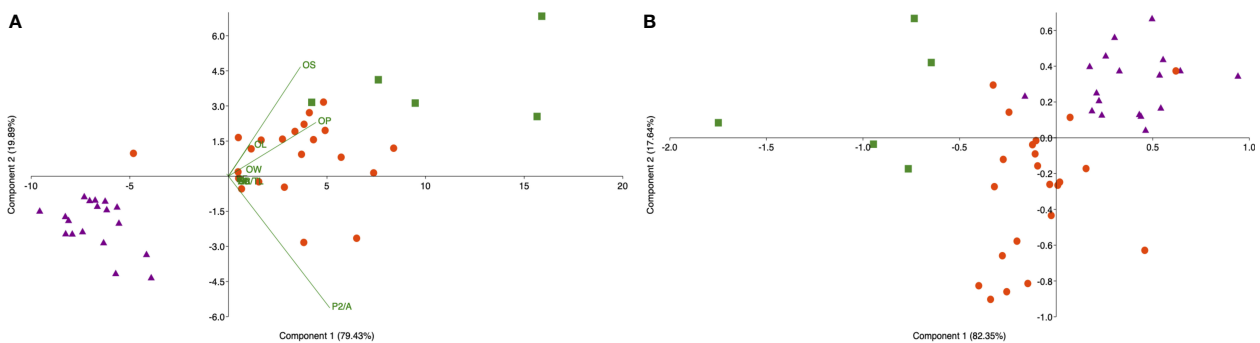 A
6.0
4.5
3.0
1.5
-10
-5
5
10
15
20
-1.5
-3.0
-4.5
-6.0
OS
OP
OL
OW
P2/A
Component 2 (19.89%)
Component 1 (79.43%)
B
0.6
0.4
0.2
0.0
-2.0
-1.5
-1.0
-0.5
0.5
1.0
-0.2
-0.4
-0.6
-0.8
-1.0
Component 2 (17.64%)
Component 1 (82.35%)